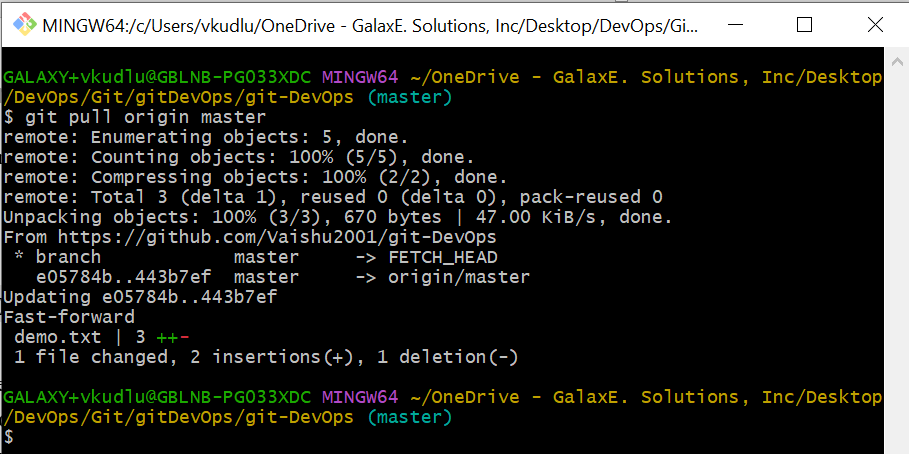 MINGW64:/c/Users/vkudlu/OneDrive - GalaxE. Solutions, Inc/Desktop/DevOps/Gi...
GALAXY+vkudlu@GBLNB-PG033XDC MINGW64 ~/OneDrive - GalaxE. Solutions, Inc/Desktop
/DevOps/Git/gitDevOps/git-DevOps (master)
$ git pull origin master
remote: Enumerating objects: 5, done.
remote: Counting objects: 100% (5/5), done.
remote: Compressing objects: 100% (2/2), done.
remote: Total 3 (delta 1), reused 0 (delta 0), pack-reused 0
Unpacking objects: 100% (3/3), 670 bytes | 47.00 KiB/s, done.
From https://github.com/Vaishu2001/git-DevOps
 * branch            master     -> FETCH_HEAD
   e05784b..443b7ef  master     -> origin/master
Updating e05784b..443b7ef
Fast-forward
 demo.txt | 3 ++-
 1 file changed, 2 insertions(+), 1 deletion(-)
GALAXY+vkudlu@GBLNB-PG033XDC MINGW64 ~/OneDrive - GalaxE. Solutions, Inc/Desktop
/DevOps/Git/gitDevOps/git-DevOps (master)
$